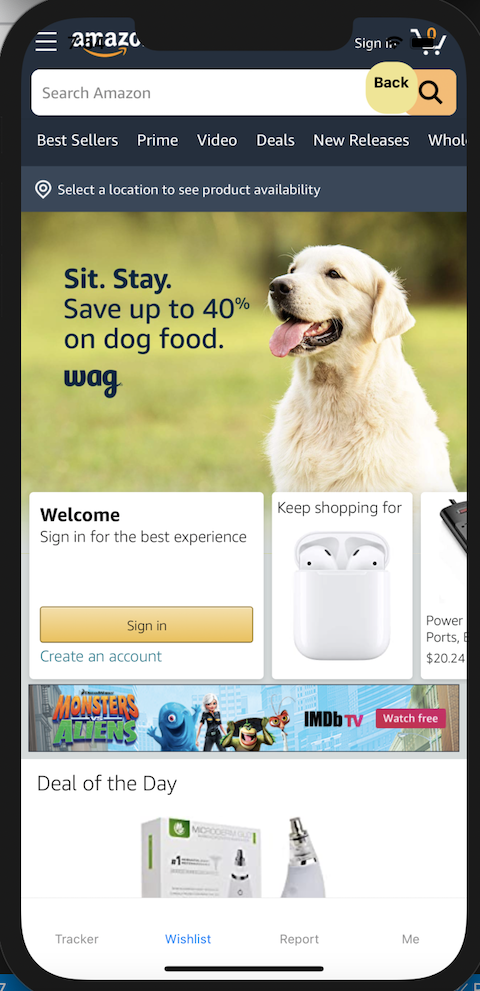 amazo
Sign in
0
Search Amazon
Back
Best Sellers Prime Video Deals New Releases Whol
Select a location to see product availability
Sit. Stay.
Save up to 40%
on dog food.
wag
Welcome
Sign in for the best experience
Sign in
Create an account
Keep shopping for
Power
Ports, E
$20.24
MONSTERS
VS
ALIENS
IMDb TV
Watch free
Deal of the Day
MICRODERM GLO
#1
Tracker Wishlist Report Me